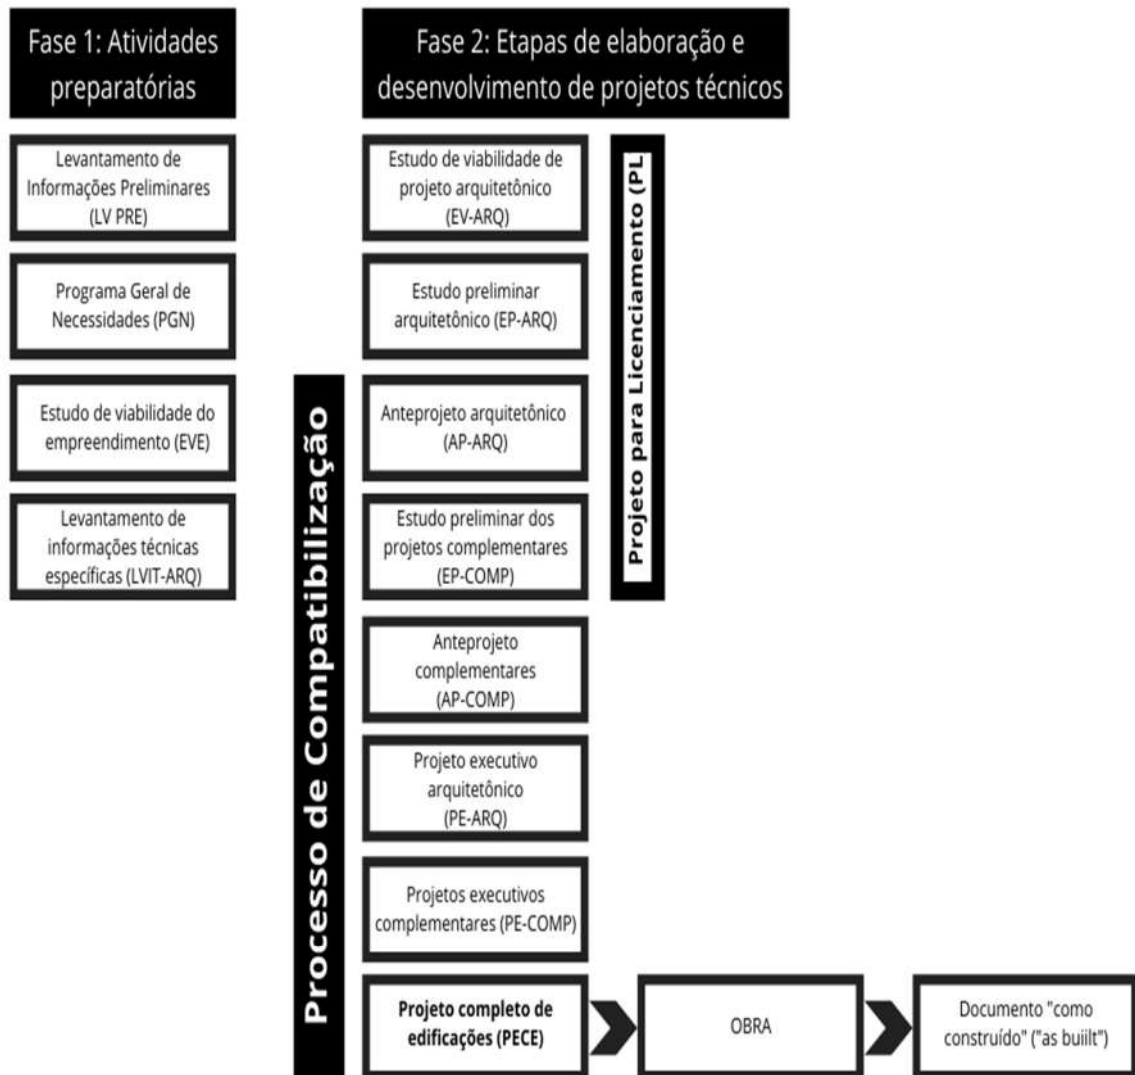 Fase 1: Atividades
preparatórias
Levantamento de
Informações Preliminares
(LV PRE)
Programa Geral de
Necessidades (PGN)
Estudo de viabilidade do
empreendimento (EVE)
Levantamento de
informações técnicas
específicas (LVIT-ARQ)
Processo de Compatibilização
Fase 2: Etapas de elaboração e
desenvolvimento de projetos técnicos
Estudo de viabilidade de
projeto arquitetônico
(EV-ARQ)
Estudo preliminar
arquitetônico (EP-ARQ)
Anteprojeto arquitetônico
(AP-ARQ)
Estudo preliminar dos
projetos complementares
(EP-COMP)
Anteprojeto
complementares
(AP-COMP)
Projeto executivo
arquitetônico
(PE-ARQ)
Projetos executivos
complementares (PE-COMP)
Projeto completo de
edificações (PECE)
Projeto para Licenciamento (PL
OBRA
Documento "como
construído" ("as buiilt")